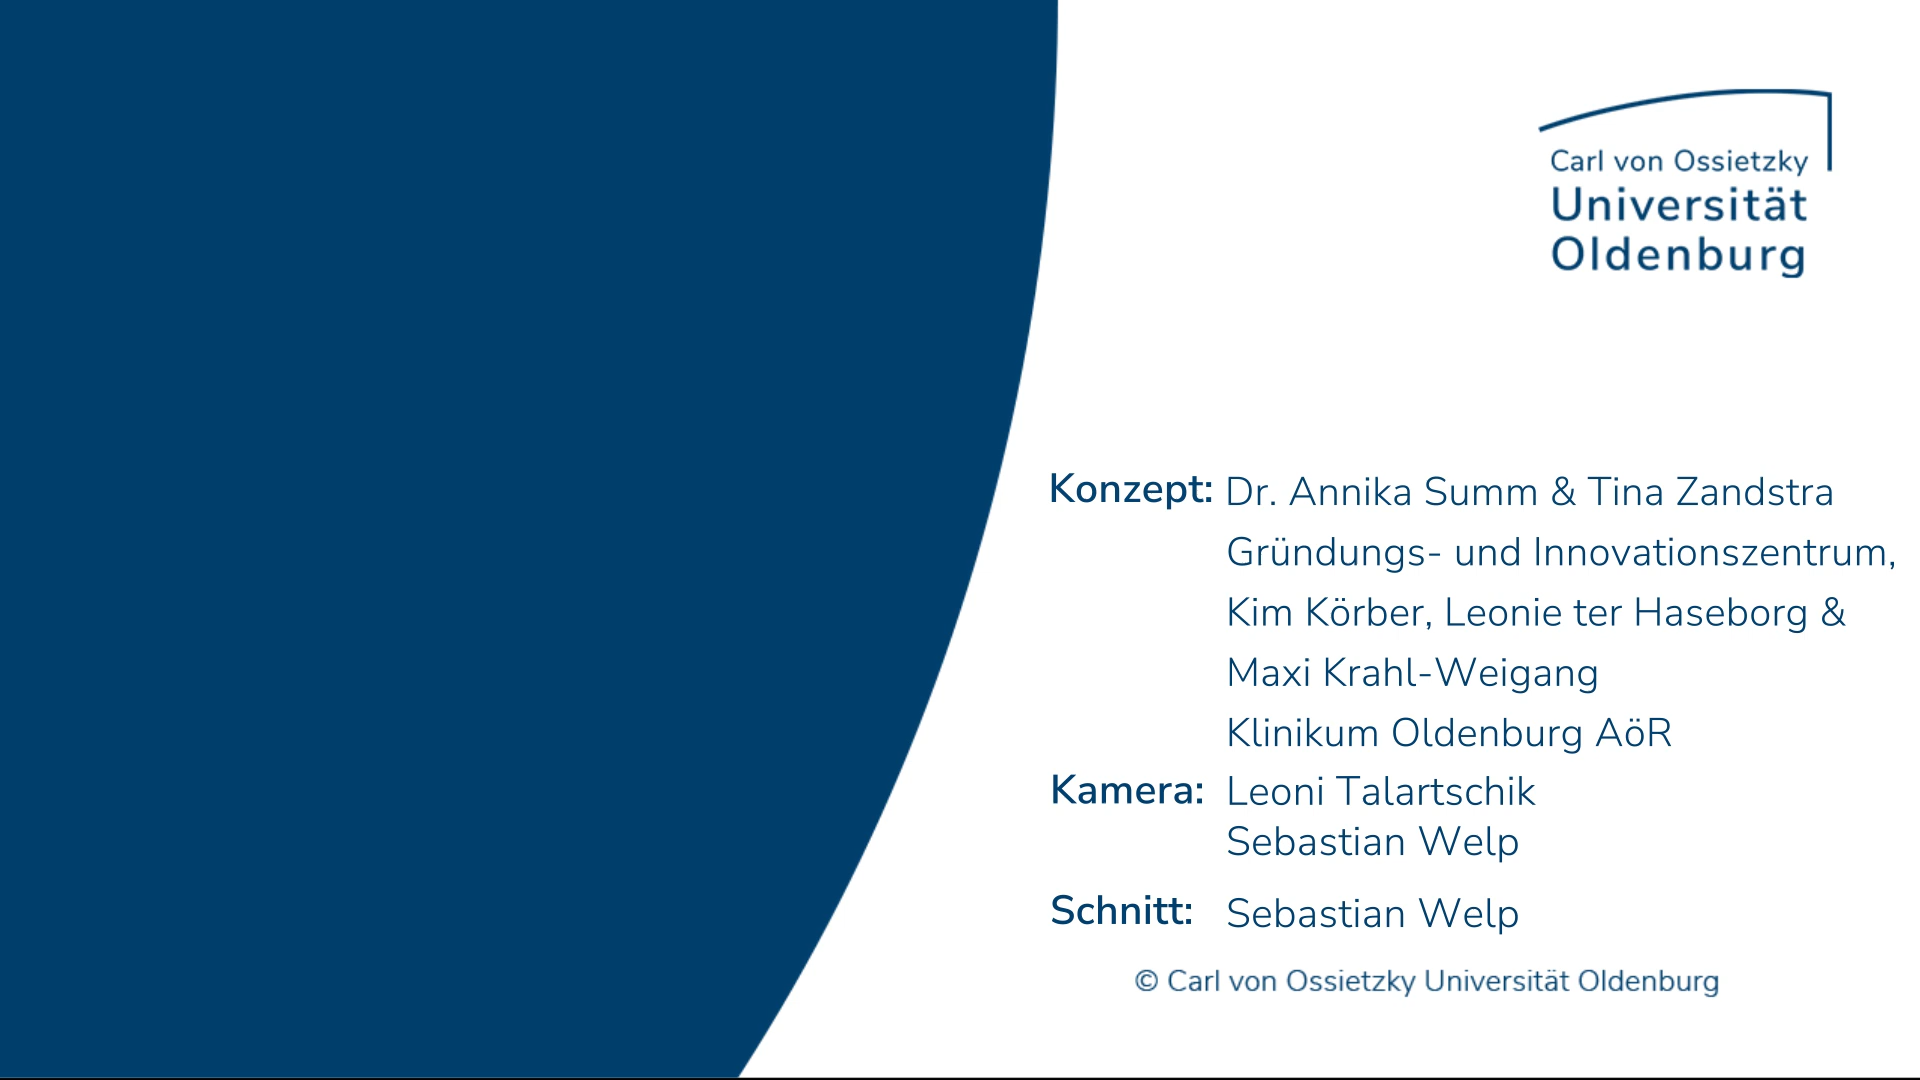 Carl von Ossietzky
Universität
Oldenburg
Konzept: Dr. Annika Summ & Tina Zandstra
Gründungs- und Innovationszentrum,
Kim Körber, Leonie ter Haseborg &
Maxi Krahl-Weigang
Klinikum Oldenburg AöR
Kamera: Leoni Talartschik
Sebastian Welp
Schnitt: Sebastian Welp
© Carl von Ossietzky Universität Oldenburg